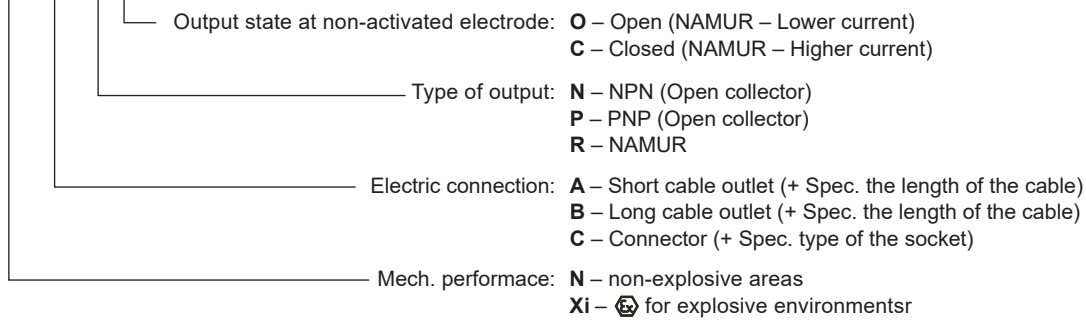 Output state at non-activated electrode: O – Open (NAMUR – Lower current)
C – Closed (NAMUR – Higher current)
Type of output: N – NPN (Open collector)
P – PNP (Open collector)
R – NAMUR
Electric connection: A – Short cable outlet (+ Spec. the length of the cable)
B – Long cable outlet (+ Spec. the length of the cable)
C – Connector (+ Spec. type of the socket)
Mech. performace: N – non-explosive areas
Xi – Ex for explosive environmentsr